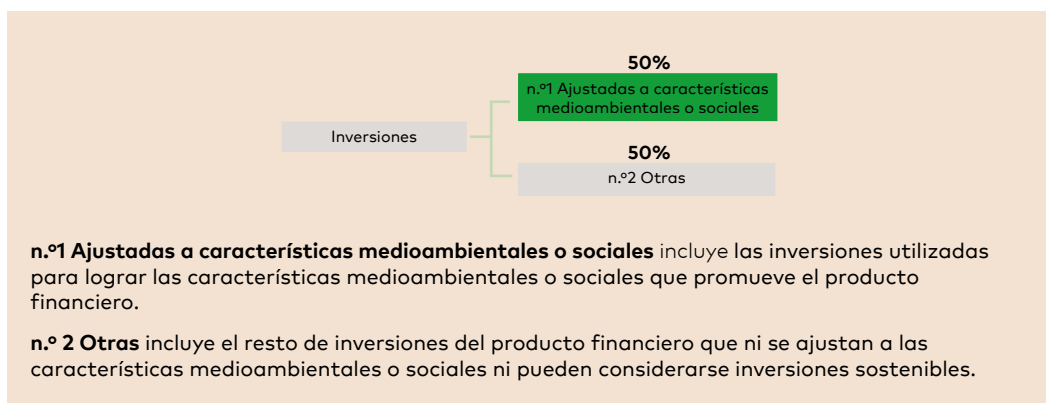 50%
n.º1 Ajustadas a características
medioambientales o sociales
Inversiones
50%
n.º2 Otras
n.º1 Ajustadas a características medioambientales o sociales incluye las inversiones utilizadas
para lograr las características medioambientales o sociales que promueve el producto
financiero.
n.º 2 Otras incluye el resto de inversiones del producto financiero que ni se ajustan a las
características medioambientales o sociales ni pueden considerarse inversiones sostenibles.